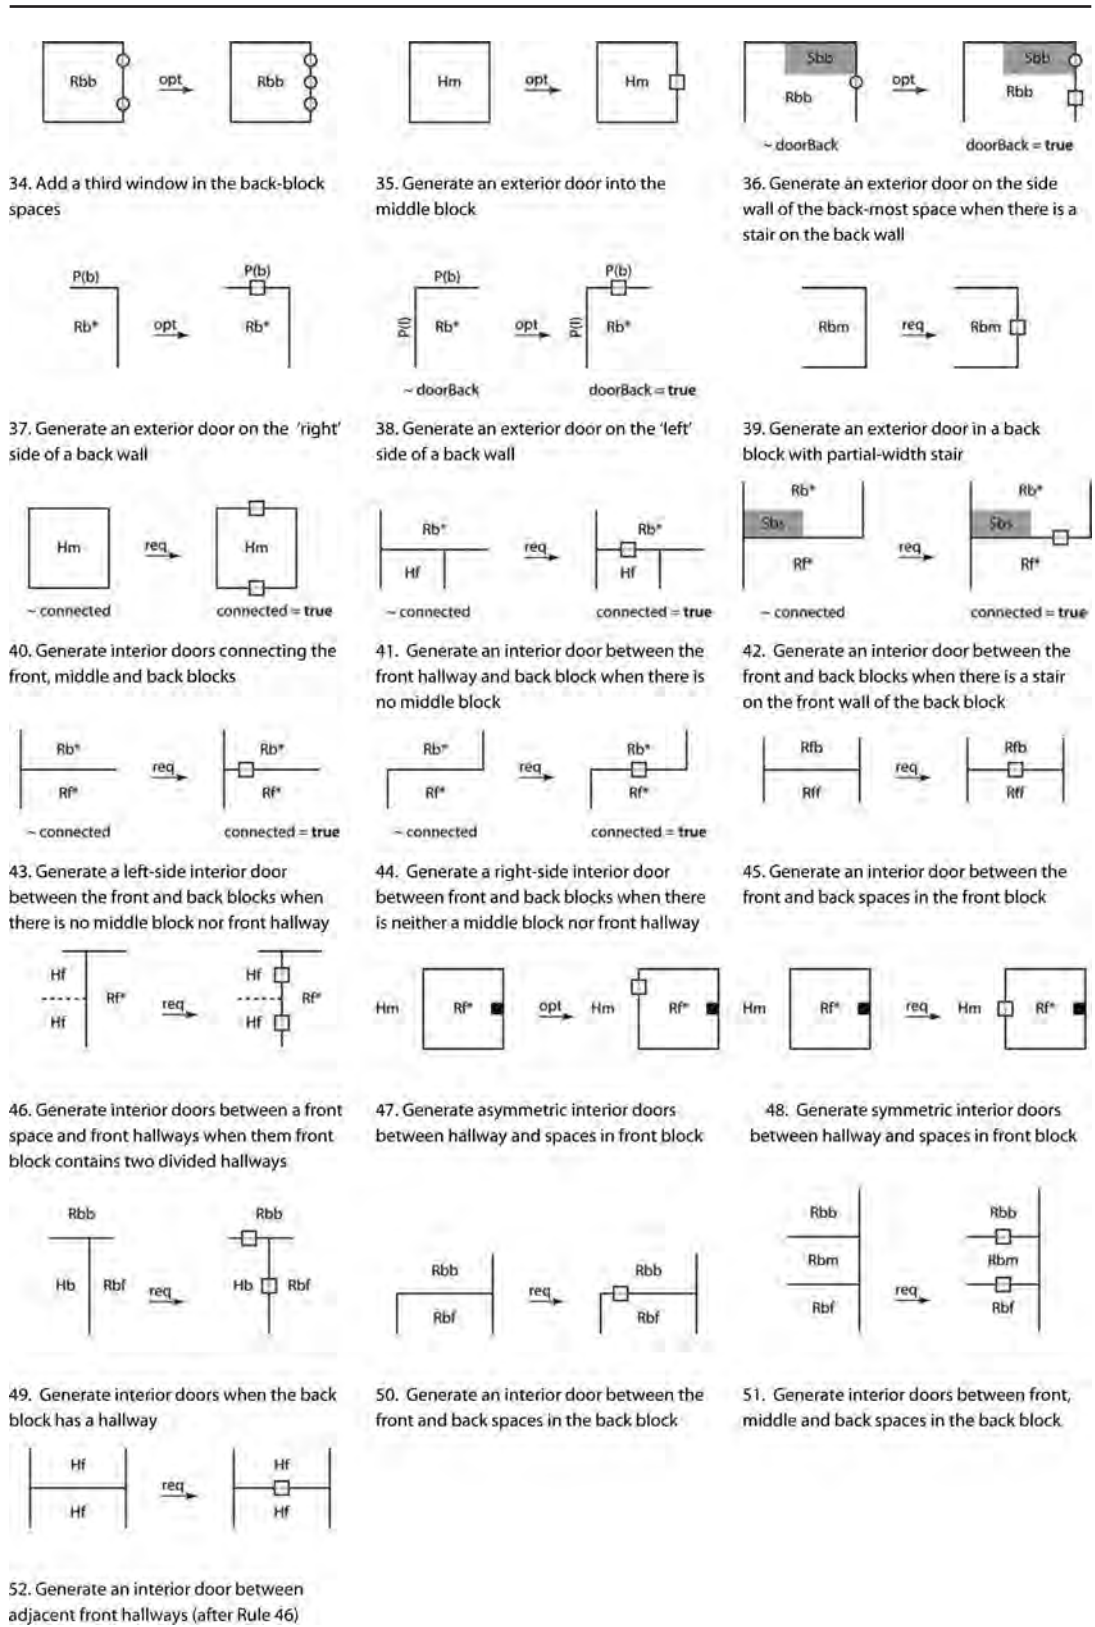 Rbb opt Rbb
34. Add a third window in the back-block
spaces
Hm opt Hm
35. Generate an exterior door into the
middle block
Sbb Rbb opt Sbb Rbb
~ doorBack doorBack = true
36. Generate an exterior door on the side
wall of the back-most space when there is a
stair on the back wall
P(b) P(b)
Rb* opt Rb*
37. Generate an exterior door on the 'right'
side of a back wall
P(b) P(b)
P(l) Rb* opt P(l) Rb*
~ doorBack doorBack = true
38. Generate an exterior door on the 'left'
side of a back wall
Rbm req Rbm
39. Generate an exterior door in a back
block with partial-width stair
Hm req Hm
~ connected connected = true
40. Generate interior doors connecting the
front, middle and back blocks
Rb* Rb*
req
Hf Hf
~ connected connected = true
41. Generate an interior door between the
front hallway and back block when there is
no middle block
Rb* Rb*
Sbs req Sbs
Rf* Rf*
~ connected connected = true
42. Generate an interior door between the
front and back blocks when there is a stair
on the front wall of the back block
Rb* Rb*
req
Rf* Rf*
~ connected connected = true
43. Generate a left-side interior door
between the front and back blocks when
there is no middle block nor front hallway
Rb* Rb*
req
Rf* Rf*
~ connected connected = true
44. Generate a right-side interior door
between front and back blocks when there
is neither a middle block nor front hallway
Rfb Rfb
req
Rff Rff
45. Generate an interior door between the
front and back spaces in the front block
Hf Hf
Rf* req Rf*
Hf Hf
46. Generate interior doors between a front
space and front hallways when them front
block contains two divided hallways
Hm Rf* opt Hm Rf*
47. Generate asymmetric interior doors
between hallway and spaces in front block
Hm Rf* req Hm Rf*
48. Generate symmetric interior doors
between hallway and spaces in front block
Rbb Rbb
Hb Rbf req Hb Rbf
49. Generate interior doors when the back
block has a hallway
Rbb Rbb
req
Rbf Rbf
50. Generate an interior door between the
front and back spaces in the back block
Rbb Rbb
Rbm Rbm
req
Rbf Rbf
51. Generate interior doors between front,
middle and back spaces in the back block
Hf Hf
req
Hf Hf
52. Generate an interior door between
adjacent front hallways (after Rule 46)